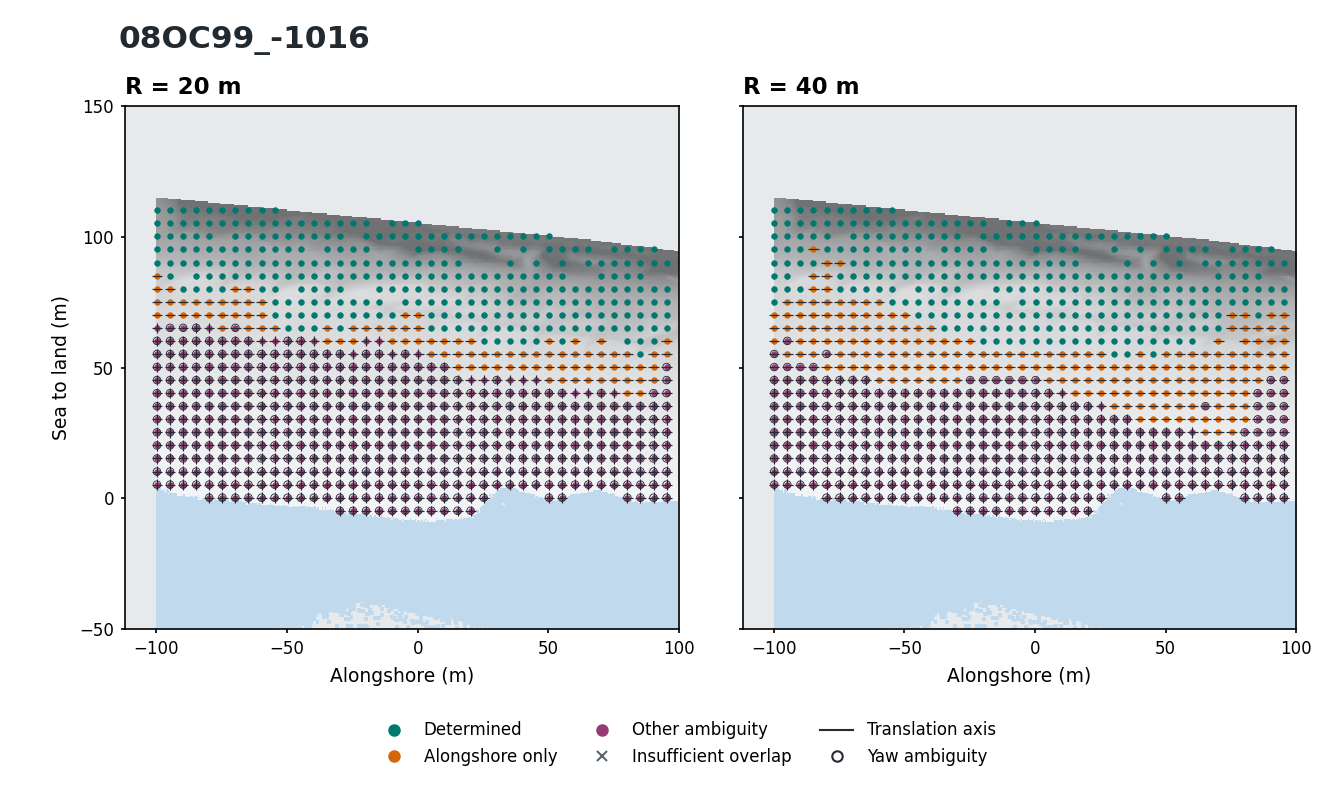 08OC99_-1016
R = 20 m
R = 40 m
150
100
50
0
−50
Sea to land (m)
−100
−50
0
50
100
−100
−50
0
50
100
Alongshore (m)
Alongshore (m)
Determined
Other ambiguity
Translation axis
Alongshore only
Insufficient overlap
Yaw ambiguity